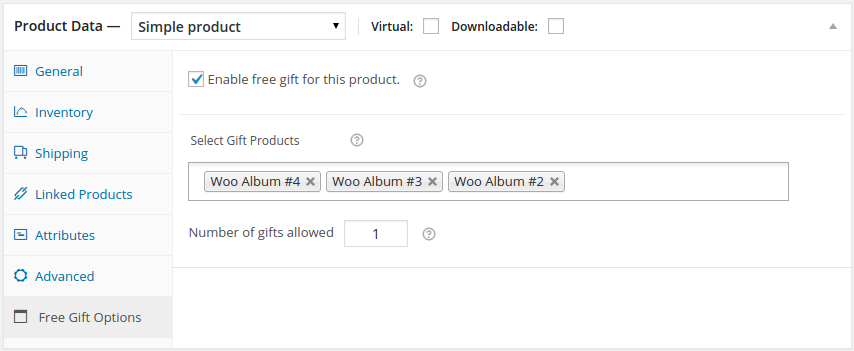 Product Data — Simple product Virtual: Downloadable:
General
Enable free gift for this product.
Inventory
Shipping
Select Gift Products
Linked Products
Woo Album #4 Woo Album #3 Woo Album #2
Attributes
Number of gifts allowed 1
Advanced
Free Gift Options